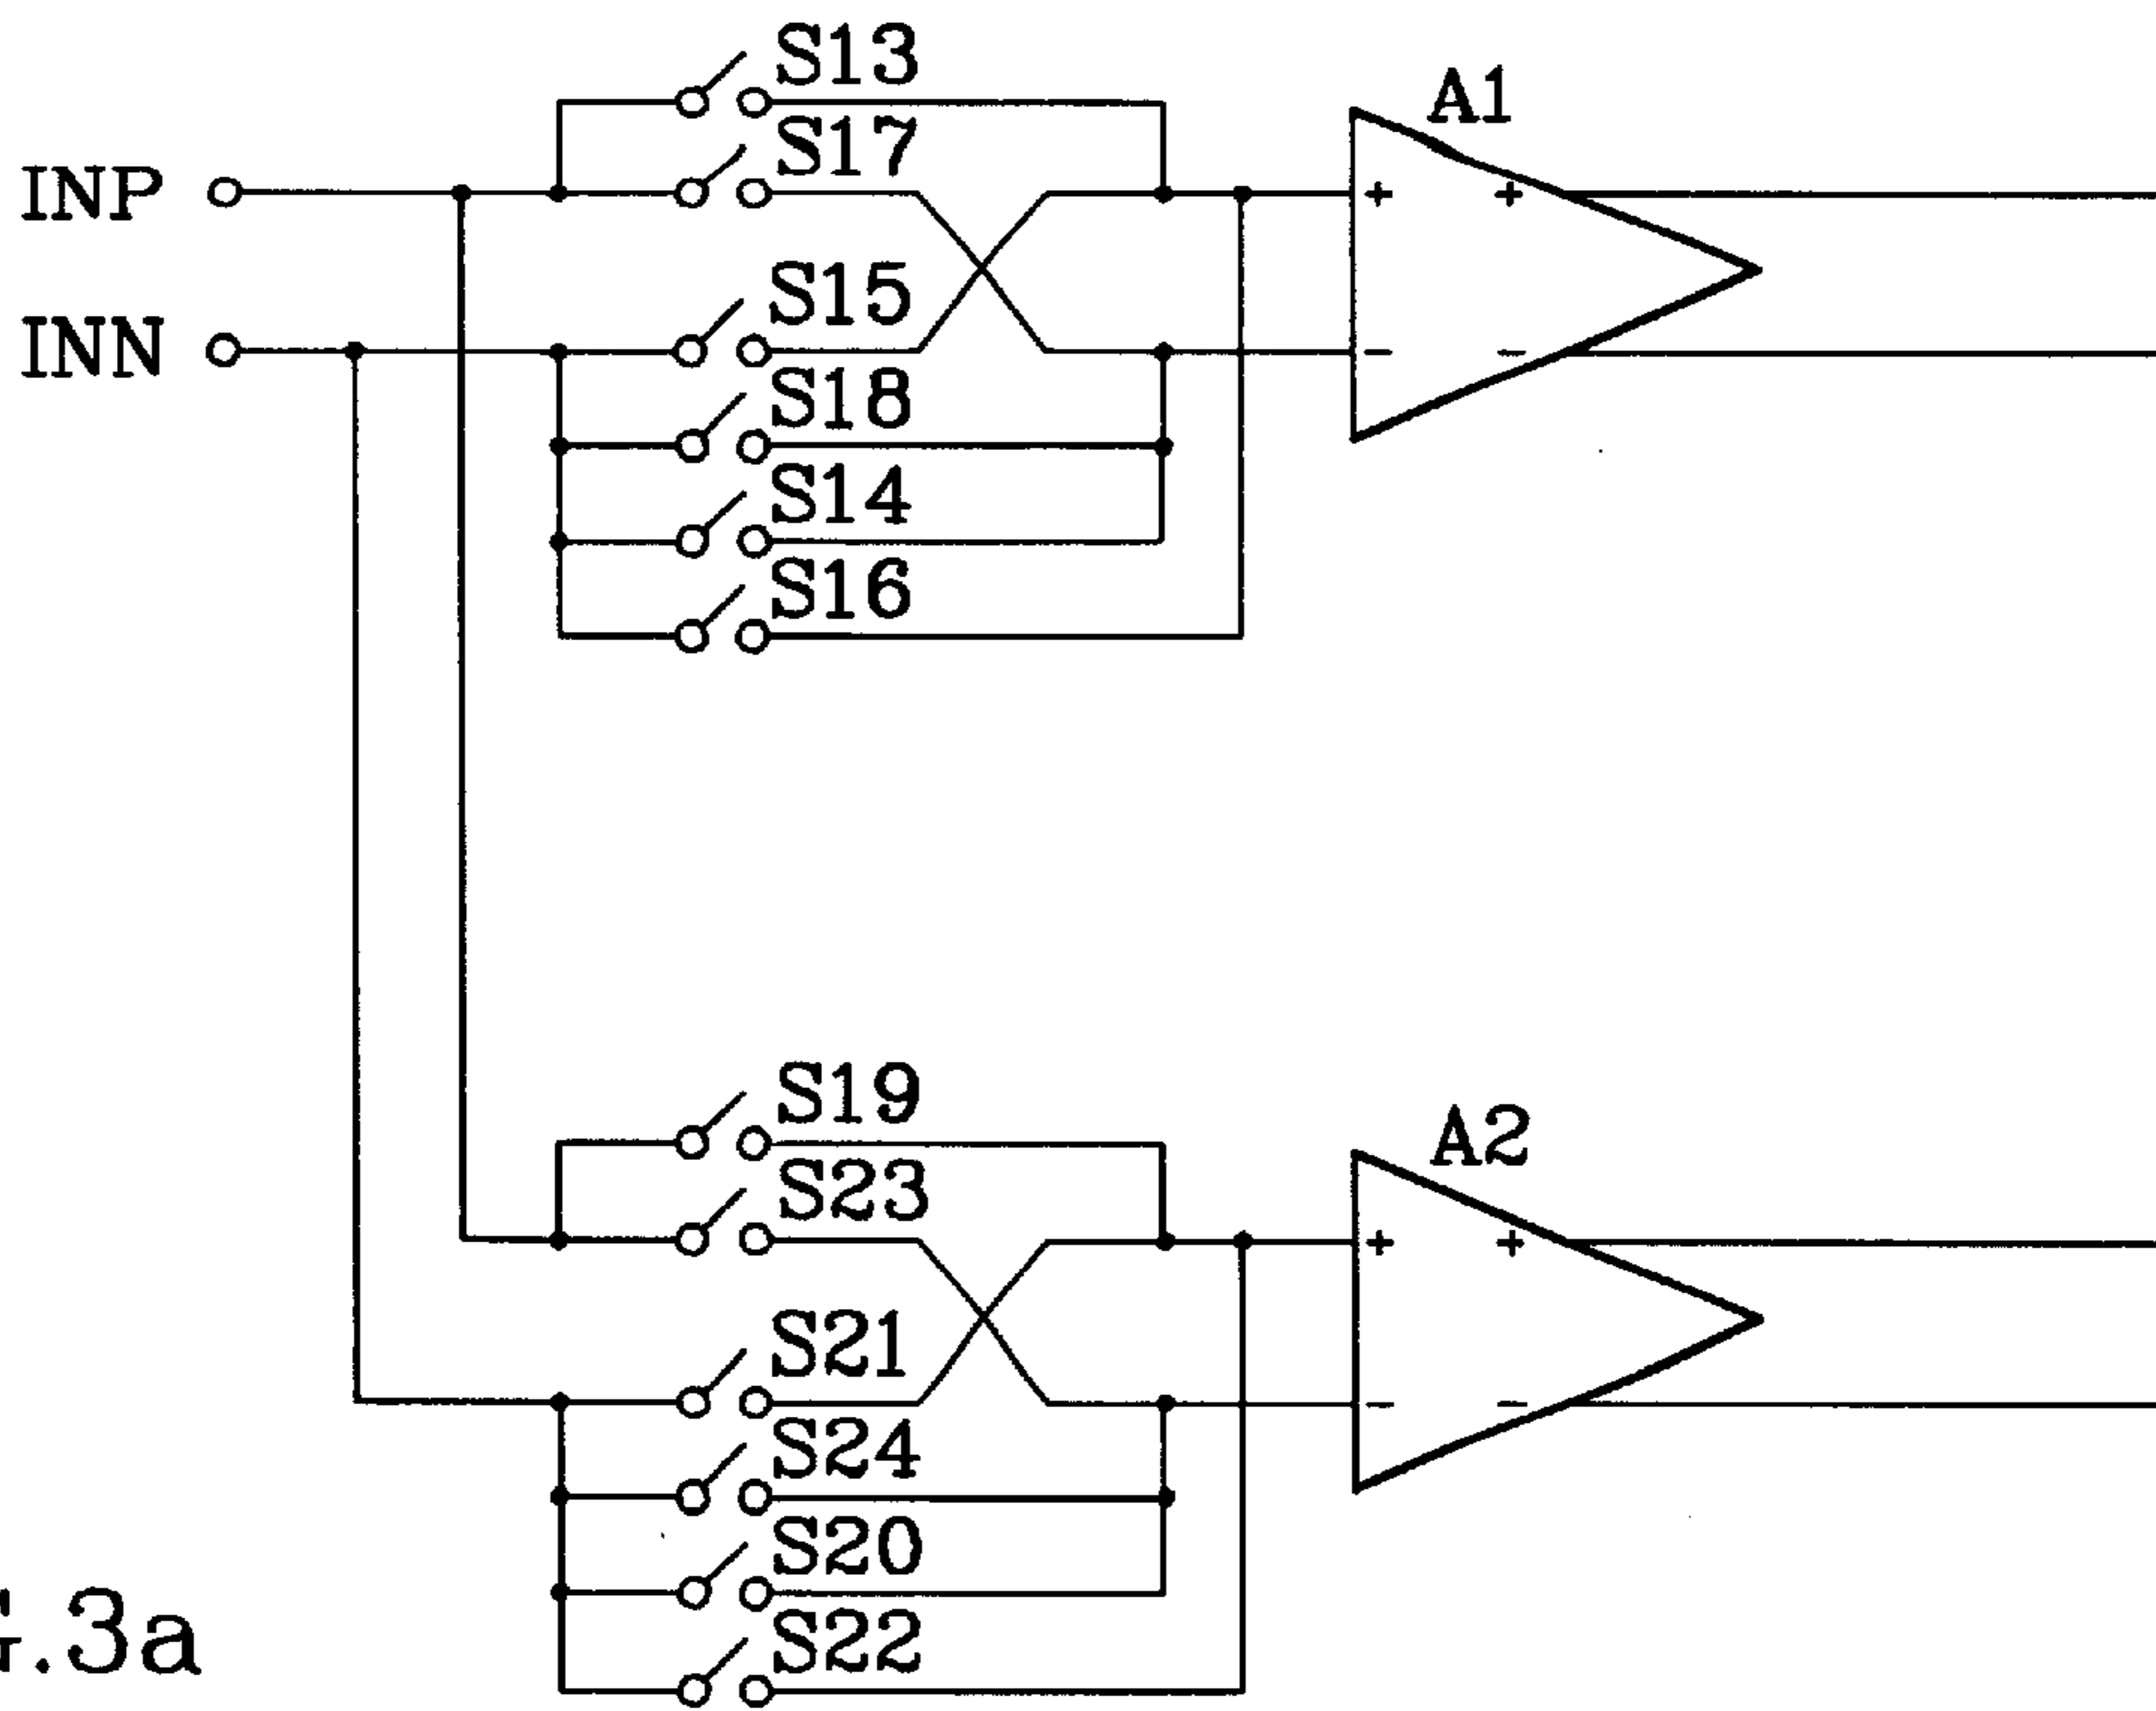 S13
A1
S17
INP
+ +
S15
INN
- -
S18
S14
S16
S19
A2
S23
+ +
S21
- -
S24
S20
S22
.3a